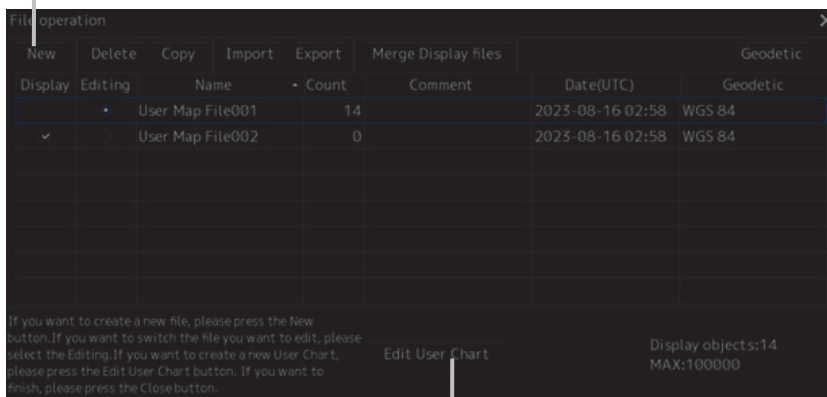 File operation
New Delete Copy Import Export Merge Display files Geodetic
Display Editing Name Count Comment Date(UTC) Geodetic
User Map File001 14 2023-08-16 02:58 WGS 84
User Map File002 0 2023-08-16 02:58 WGS 84
If you want to create a new file, please press the New
button.If you want to switch the file you want to edit, please
select the Editing.If you want to create a new User Chart,
please press the Edit User Chart button. If you want to
finish, please press the Close button.
Edit User Chart
Display objects:14
MAX:100000